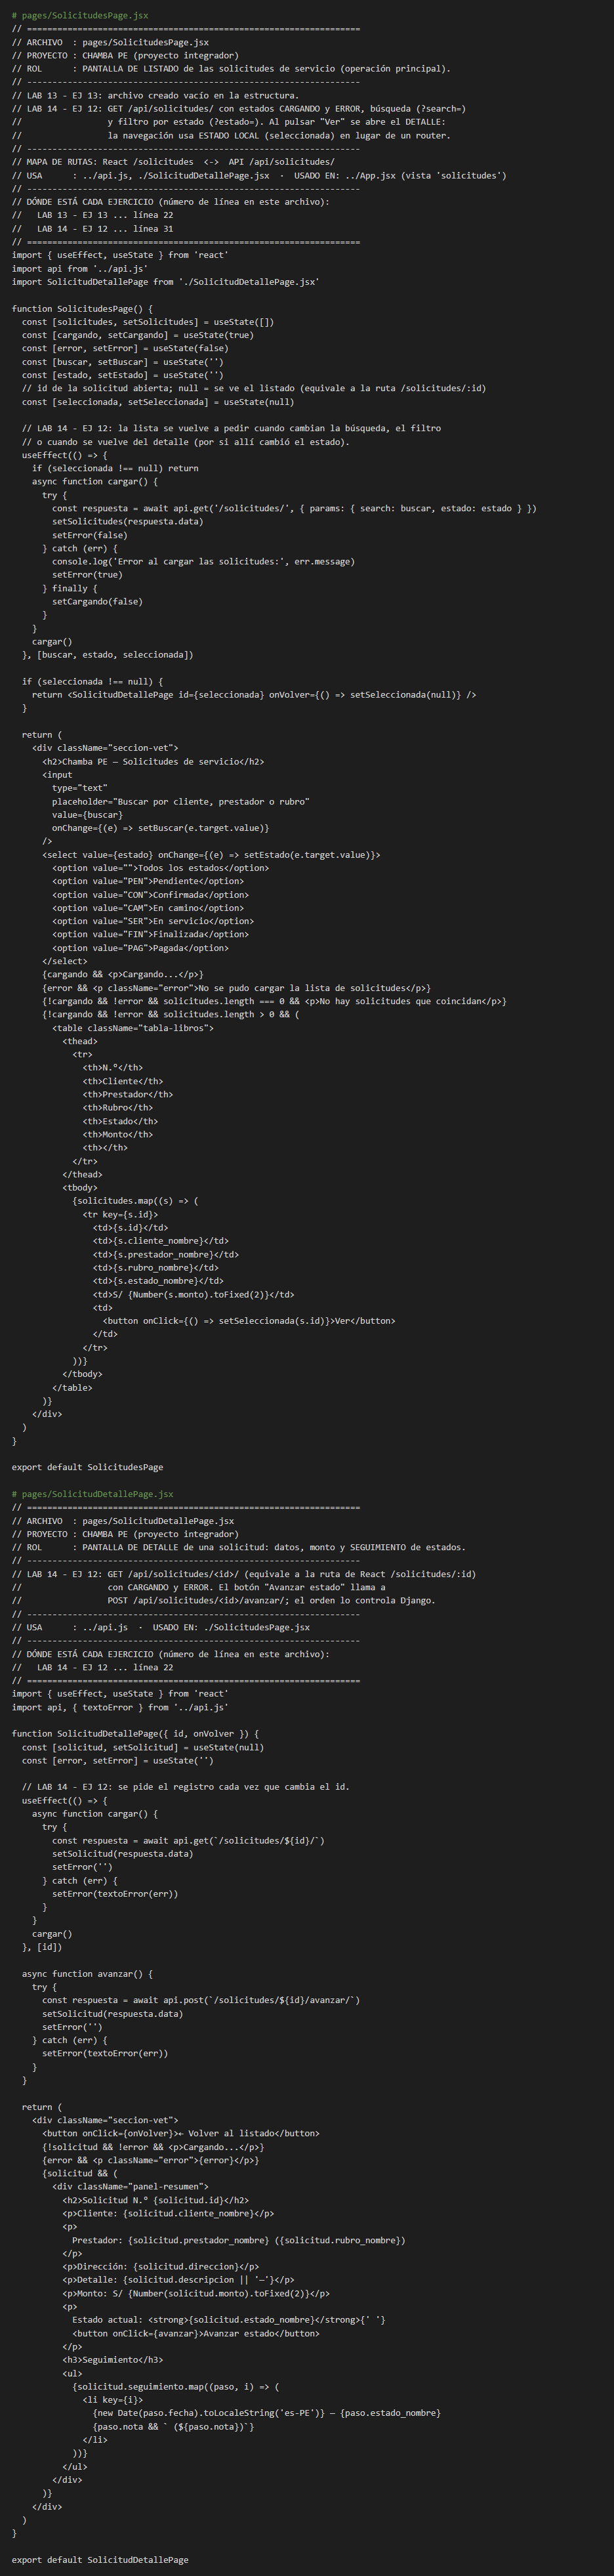 # pages/SolicitudesPage.jsx
// ==================================================================
// ARCHIVO  : pages/SolicitudesPage.jsx
// PROYECTO : CHAMBA PE (proyecto integrador)
// ROL      : PANTALLA DE LISTADO de las solicitudes de servicio (operación principal).
// ------------------------------------------------------------------
// LAB 13 - EJ 13: archivo creado vacío en la estructura.
// LAB 14 - EJ 12: GET /api/solicitudes/ con estados CARGANDO y ERROR, búsqueda (?search=)
//                 y filtro por estado (?estado=). Al pulsar "Ver" se abre el DETALLE:
//                 la navegación usa ESTADO LOCAL (seleccionada) en lugar de un router.
// ------------------------------------------------------------------
// MAPA DE RUTAS: React /solicitudes  <->  API /api/solicitudes/
// USA      : ../api.js, ./SolicitudDetallePage.jsx  ·  USADO EN: ../App.jsx (vista 'solicitudes')
// ------------------------------------------------------------------
// DÓNDE ESTÁ CADA EJERCICIO (número de línea en este archivo):
//   LAB 13 - EJ 13 ... línea 22
//   LAB 14 - EJ 12 ... línea 31
// ==================================================================
import { useEffect, useState } from 'react'
import api from '../api.js'
import SolicitudDetallePage from './SolicitudDetallePage.jsx'

function SolicitudesPage() {
  const [solicitudes, setSolicitudes] = useState([])
  const [cargando, setCargando] = useState(true)
  const [error, setError] = useState(false)
  const [buscar, setBuscar] = useState('')
  const [estado, setEstado] = useState('')
  // id de la solicitud abierta; null = se ve el listado (equivale a la ruta /solicitudes/:id)
  const [seleccionada, setSeleccionada] = useState(null)

  // LAB 14 - EJ 12: la lista se vuelve a pedir cuando cambian la búsqueda, el filtro
  // o cuando se vuelve del detalle (por si allí cambió el estado).
  useEffect(() => {
    if (seleccionada !== null) return
    async function cargar() {
      try {
        const respuesta = await api.get('/solicitudes/', { params: { search: buscar, estado: estado } })
        setSolicitudes(respuesta.data)
        setError(false)
      } catch (err) {
        console.log('Error al cargar las solicitudes:', err.message)
        setError(true)
      } finally {
        setCargando(false)
      }
    }
    cargar()
  }, [buscar, estado, seleccionada])

  if (seleccionada !== null) {
    return <SolicitudDetallePage id={seleccionada} onVolver={() => setSeleccionada(null)} />
  }

  return (
    <div className="seccion-vet">
      <h2>Chamba PE — Solicitudes de servicio</h2>
      <input
        type="text"
        placeholder="Buscar por cliente, prestador o rubro"
        value={buscar}
        onChange={(e) => setBuscar(e.target.value)}
      />
      <select value={estado} onChange={(e) => setEstado(e.target.value)}>
        <option value="">Todos los estados</option>
        <option value="PEN">Pendiente</option>
        <option value="CON">Confirmada</option>
        <option value="CAM">En camino</option>
        <option value="SER">En servicio</option>
        <option value="FIN">Finalizada</option>
        <option value="PAG">Pagada</option>
      </select>
      {cargando && <p>Cargando...</p>}
      {error && <p className="error">No se pudo cargar la lista de solicitudes</p>}
      {!cargando && !error && solicitudes.length === 0 && <p>No hay solicitudes que coincidan</p>}
      {!cargando && !error && solicitudes.length > 0 && (
        <table className="tabla-libros">
          <thead>
            <tr>
              <th>N.º</th>
              <th>Cliente</th>
              <th>Prestador</th>
              <th>Rubro</th>
              <th>Estado</th>
              <th>Monto</th>
              <th></th>
            </tr>
          </thead>
          <tbody>
            {solicitudes.map((s) => (
              <tr key={s.id}>
                <td>{s.id}</td>
                <td>{s.cliente_nombre}</td>
                <td>{s.prestador_nombre}</td>
                <td>{s.rubro_nombre}</td>
                <td>{s.estado_nombre}</td>
                <td>S/ {Number(s.monto).toFixed(2)}</td>
                <td>
                  <button onClick={() => setSeleccionada(s.id)}>Ver</button>
                </td>
              </tr>
            ))}
          </tbody>
        </table>
      )}
    </div>
  )
}

export default SolicitudesPage

# pages/SolicitudDetallePage.jsx
// ==================================================================
// ARCHIVO  : pages/SolicitudDetallePage.jsx
// PROYECTO : CHAMBA PE (proyecto integrador)
// ROL      : PANTALLA DE DETALLE de una solicitud: datos, monto y SEGUIMIENTO de estados.
// ------------------------------------------------------------------
// LAB 14 - EJ 12: GET /api/solicitudes/<id>/ (equivale a la ruta de React /solicitudes/:id)
//                 con CARGANDO y ERROR. El botón "Avanzar estado" llama a
//                 POST /api/solicitudes/<id>/avanzar/; el orden lo controla Django.
// ------------------------------------------------------------------
// USA      : ../api.js  ·  USADO EN: ./SolicitudesPage.jsx
// ------------------------------------------------------------------
// DÓNDE ESTÁ CADA EJERCICIO (número de línea en este archivo):
//   LAB 14 - EJ 12 ... línea 22
// ==================================================================
import { useEffect, useState } from 'react'
import api, { textoError } from '../api.js'

function SolicitudDetallePage({ id, onVolver }) {
  const [solicitud, setSolicitud] = useState(null)
  const [error, setError] = useState('')

  // LAB 14 - EJ 12: se pide el registro cada vez que cambia el id.
  useEffect(() => {
    async function cargar() {
      try {
        const respuesta = await api.get(`/solicitudes/${id}/`)
        setSolicitud(respuesta.data)
        setError('')
      } catch (err) {
        setError(textoError(err))
      }
    }
    cargar()
  }, [id])

  async function avanzar() {
    try {
      const respuesta = await api.post(`/solicitudes/${id}/avanzar/`)
      setSolicitud(respuesta.data)
      setError('')
    } catch (err) {
      setError(textoError(err))
    }
  }

  return (
    <div className="seccion-vet">
      <button onClick={onVolver}>← Volver al listado</button>
      {!solicitud && !error && <p>Cargando...</p>}
      {error && <p className="error">{error}</p>}
      {solicitud && (
        <div className="panel-resumen">
          <h2>Solicitud N.º {solicitud.id}</h2>
          <p>Cliente: {solicitud.cliente_nombre}</p>
          <p>
            Prestador: {solicitud.prestador_nombre} ({solicitud.rubro_nombre})
          </p>
          <p>Dirección: {solicitud.direccion}</p>
          <p>Detalle: {solicitud.descripcion || '—'}</p>
          <p>Monto: S/ {Number(solicitud.monto).toFixed(2)}</p>
          <p>
            Estado actual: <strong>{solicitud.estado_nombre}</strong>{' '}
            <button onClick={avanzar}>Avanzar estado</button>
          </p>
          <h3>Seguimiento</h3>
          <ul>
            {solicitud.seguimiento.map((paso, i) => (
              <li key={i}>
                {new Date(paso.fecha).toLocaleString('es-PE')} — {paso.estado_nombre}
                {paso.nota && ` (${paso.nota})`}
              </li>
            ))}
          </ul>
        </div>
      )}
    </div>
  )
}

export default SolicitudDetallePage